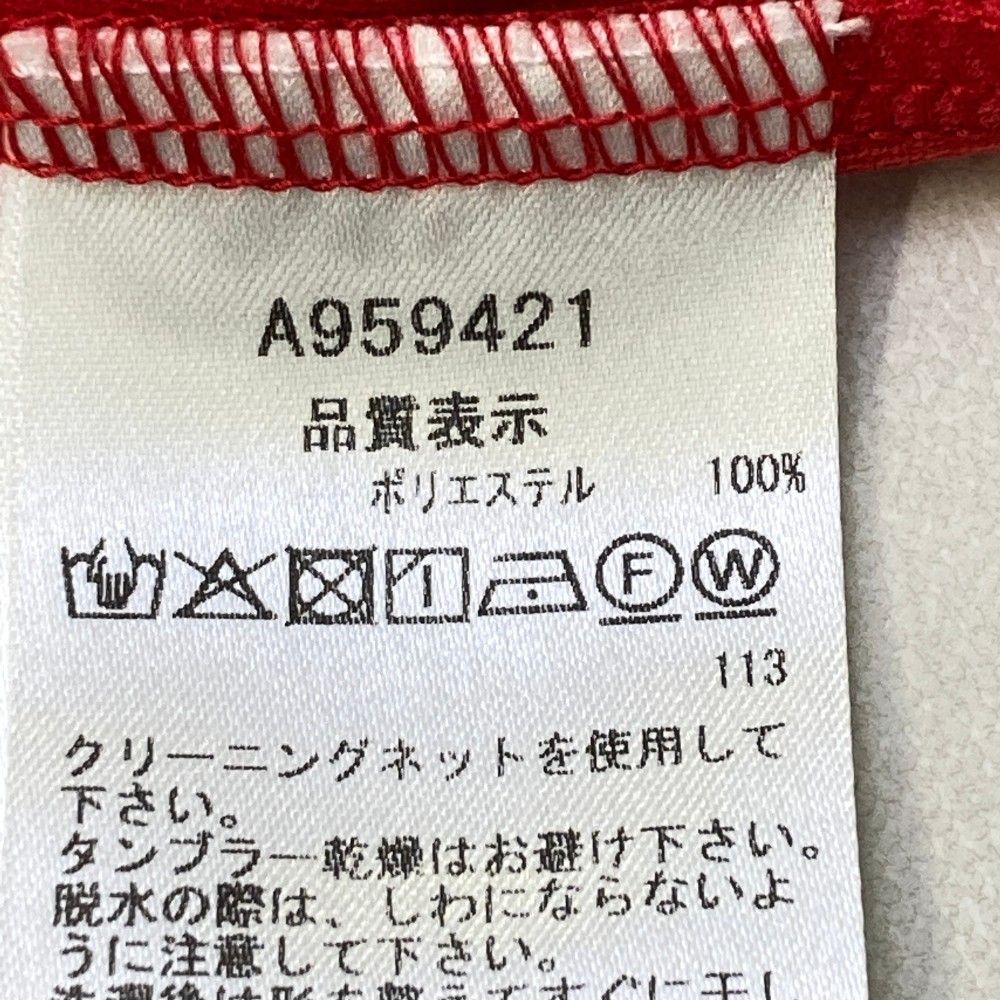 A959421
品質表示
ポリエステル 100%
F W
113
クリーニングネットを使用して
下さい。
タンブラー乾燥はお避け下さい。
脱水の際は、しわにならないよ
うに注意して下さい。